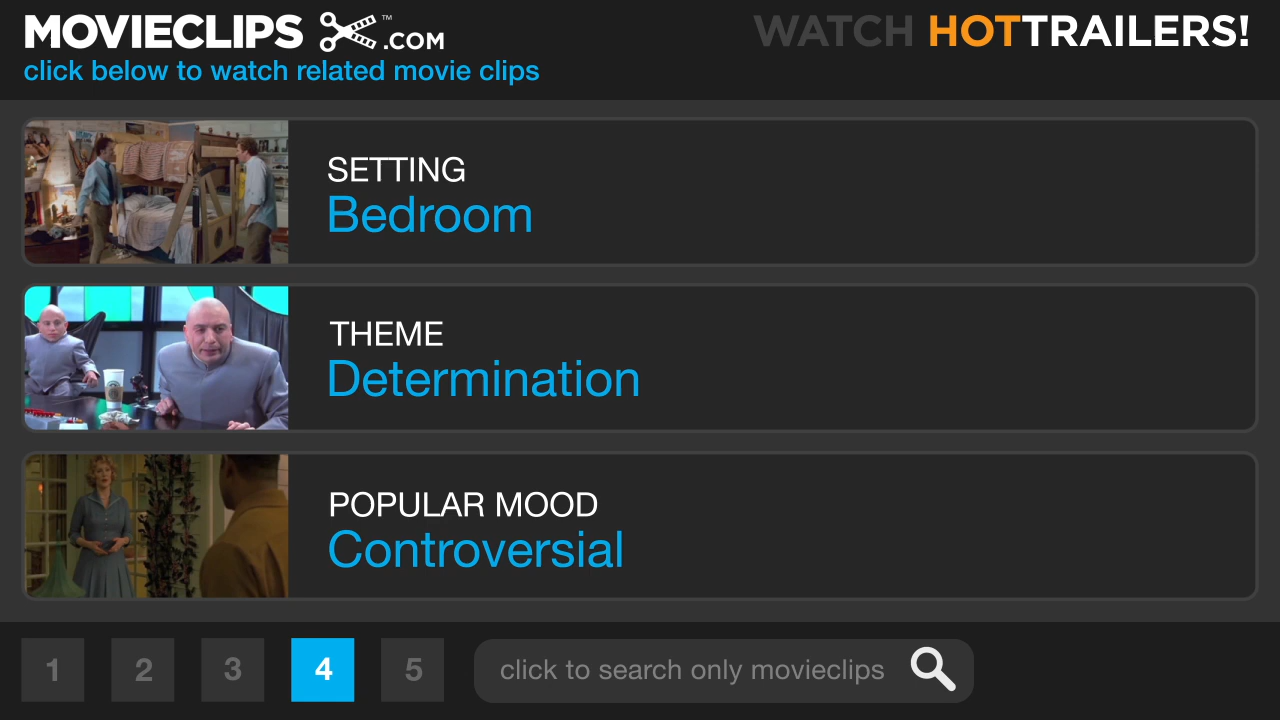 MOVIECLIPS ™ .COM
WATCH HOTTRAILERS!
click below to watch related movie clips
SETTING
Bedroom
THEME
Determination
POPULAR MOOD
Controversial
1 2 3 4 5 click to search only movieclips